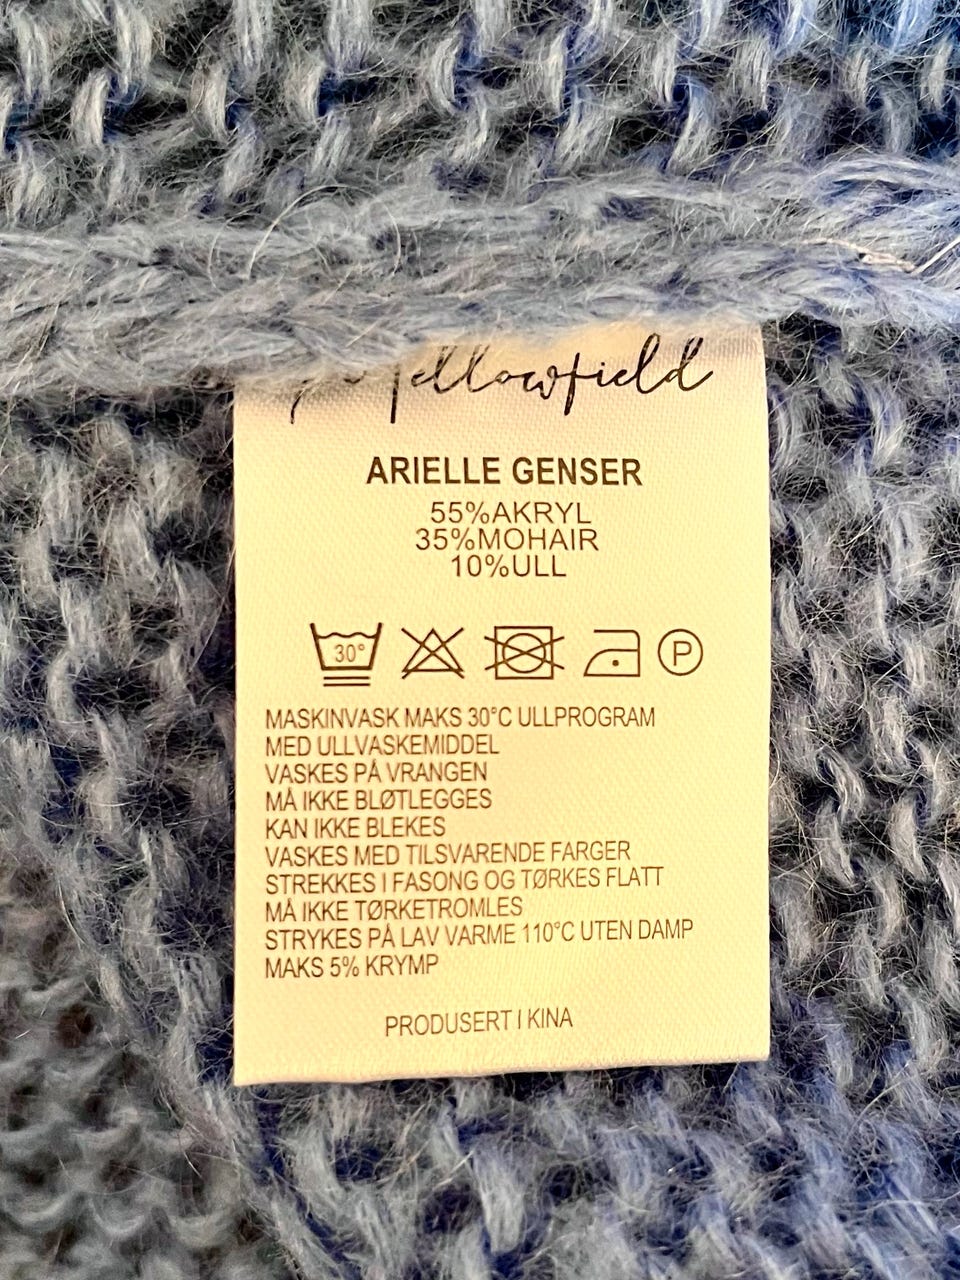 Yellowfield
ARIELLE GENSER
55%AKRYL
35%MOHAIR
10%ULL
30°
P
MASKINVASK MAKS 30°C ULLPROGRAM
MED ULLVASKEMIDDEL
VASKES PÅ VRANGEN
MÅ IKKE BLØTLEGGES
KAN IKKE BLEKES
VASKES MED TILSVARENDE FARGER
STREKKES I FASONG OG TØRKES FLATT
MÅ IKKE TØRKETROMLES
STRYKES PÅ LAV VARME 110°C UTEN DAMP
MAKS 5% KRYMP
PRODUSERT I KINA